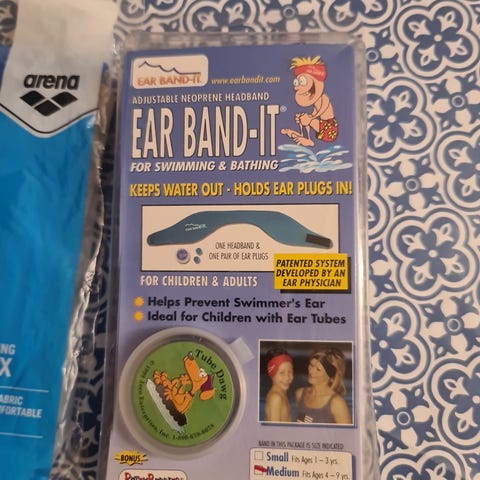 arena
ING
X
ABRIC
MFORTABLE
EAR BAND-IT®
www.earbandit.com
ADJUSTABLE NEOPRENE HEADBAND
EAR BAND-IT®
FOR SWIMMING & BATHING
KEEPS WATER OUT - HOLDS EAR PLUGS IN!
ONE HEADBAND &
ONE PAIR OF EAR PLUGS
PATENTED SYSTEM
DEVELOPED BY AN
EAR PHYSICIAN
FOR CHILDREN & ADULTS
Helps Prevent Swimmer's Ear
Ideal for Children with Ear Tubes
Tube Dawg
BONUS
BAND IN THIS PACKAGE IS SIZE INDICATED
Small Fits Ages 1 - 3 yrs.
Medium Fits Ages 4 - 9 yrs.